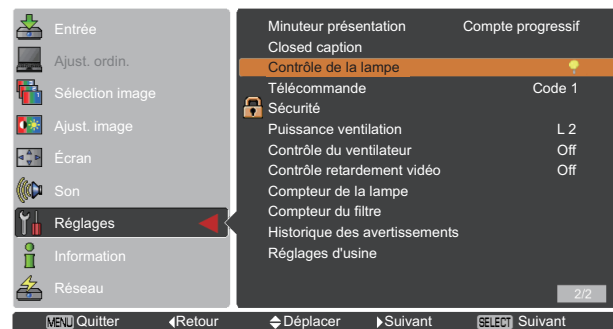 Entrée
Ajust. ordin.
Sélection image
Ajust. image
Écran
Son
Réglages
Information
Réseau
Minuteur présentation Compte progressif
Closed caption
Contrôle de la lampe
Télécommande Code 1
Sécurité
Puissance ventilation L 2
Contrôle du ventilateur Off
Contrôle retardement vidéo Off
Compteur de la lampe
Compteur du filtre
Historique des avertissements
Réglages d'usine
2/2
MENU Quitter Retour Déplacer Suivant SELECT Suivant